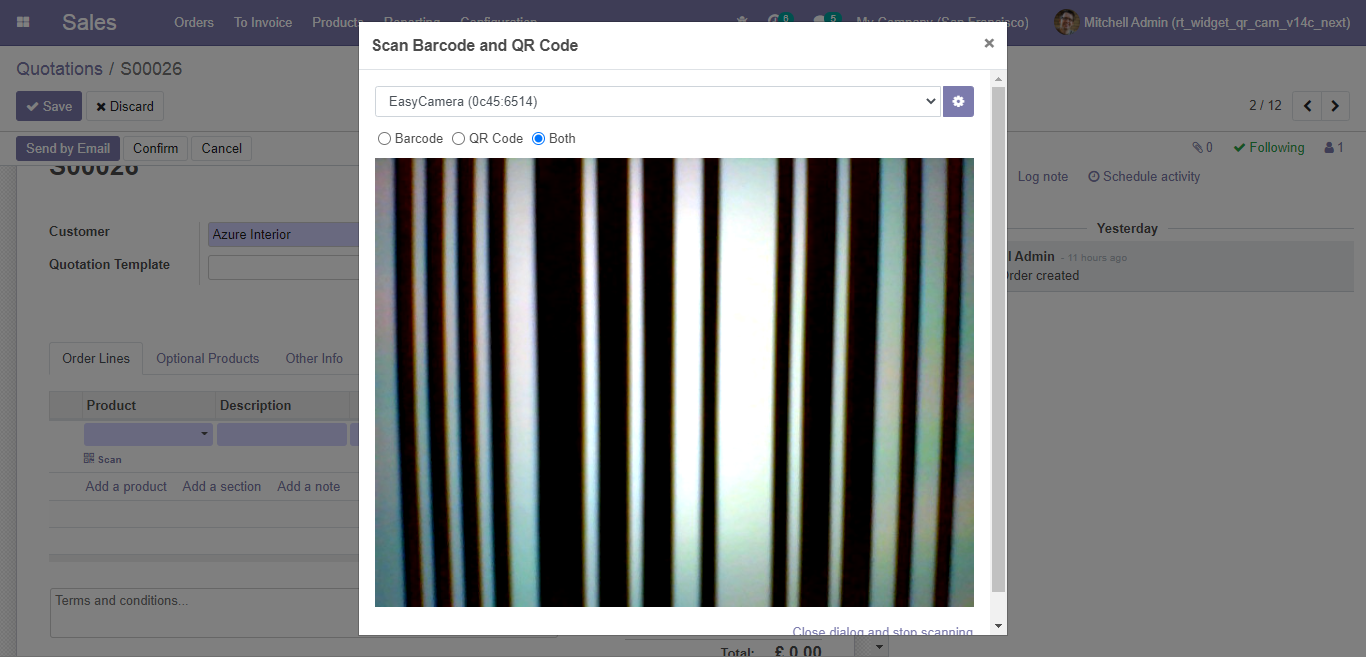 Sales Orders To Invoice Products Reporting Configuration 6 5 My Company (San Francisco) Mitchell Admin (rt_widget_qr_cam_v14c_next)
Scan Barcode and QR Code ×
Quotations / S00026
EasyCamera (0c45:6514)
Save Discard
2 / 12
Barcode QR Code Both
Send by Email Confirm Cancel
0 Following 1
S00026
Log note Schedule activity
Customer Azure Interior
Yesterday
Quotation Template
l Admin - 11 hours ago
rder created
Order Lines Optional Products Other Info
Product Description
Scan
Add a product Add a section Add a note
Terms and conditions...
Close dialog and stop scanning
Total: £ 0.00